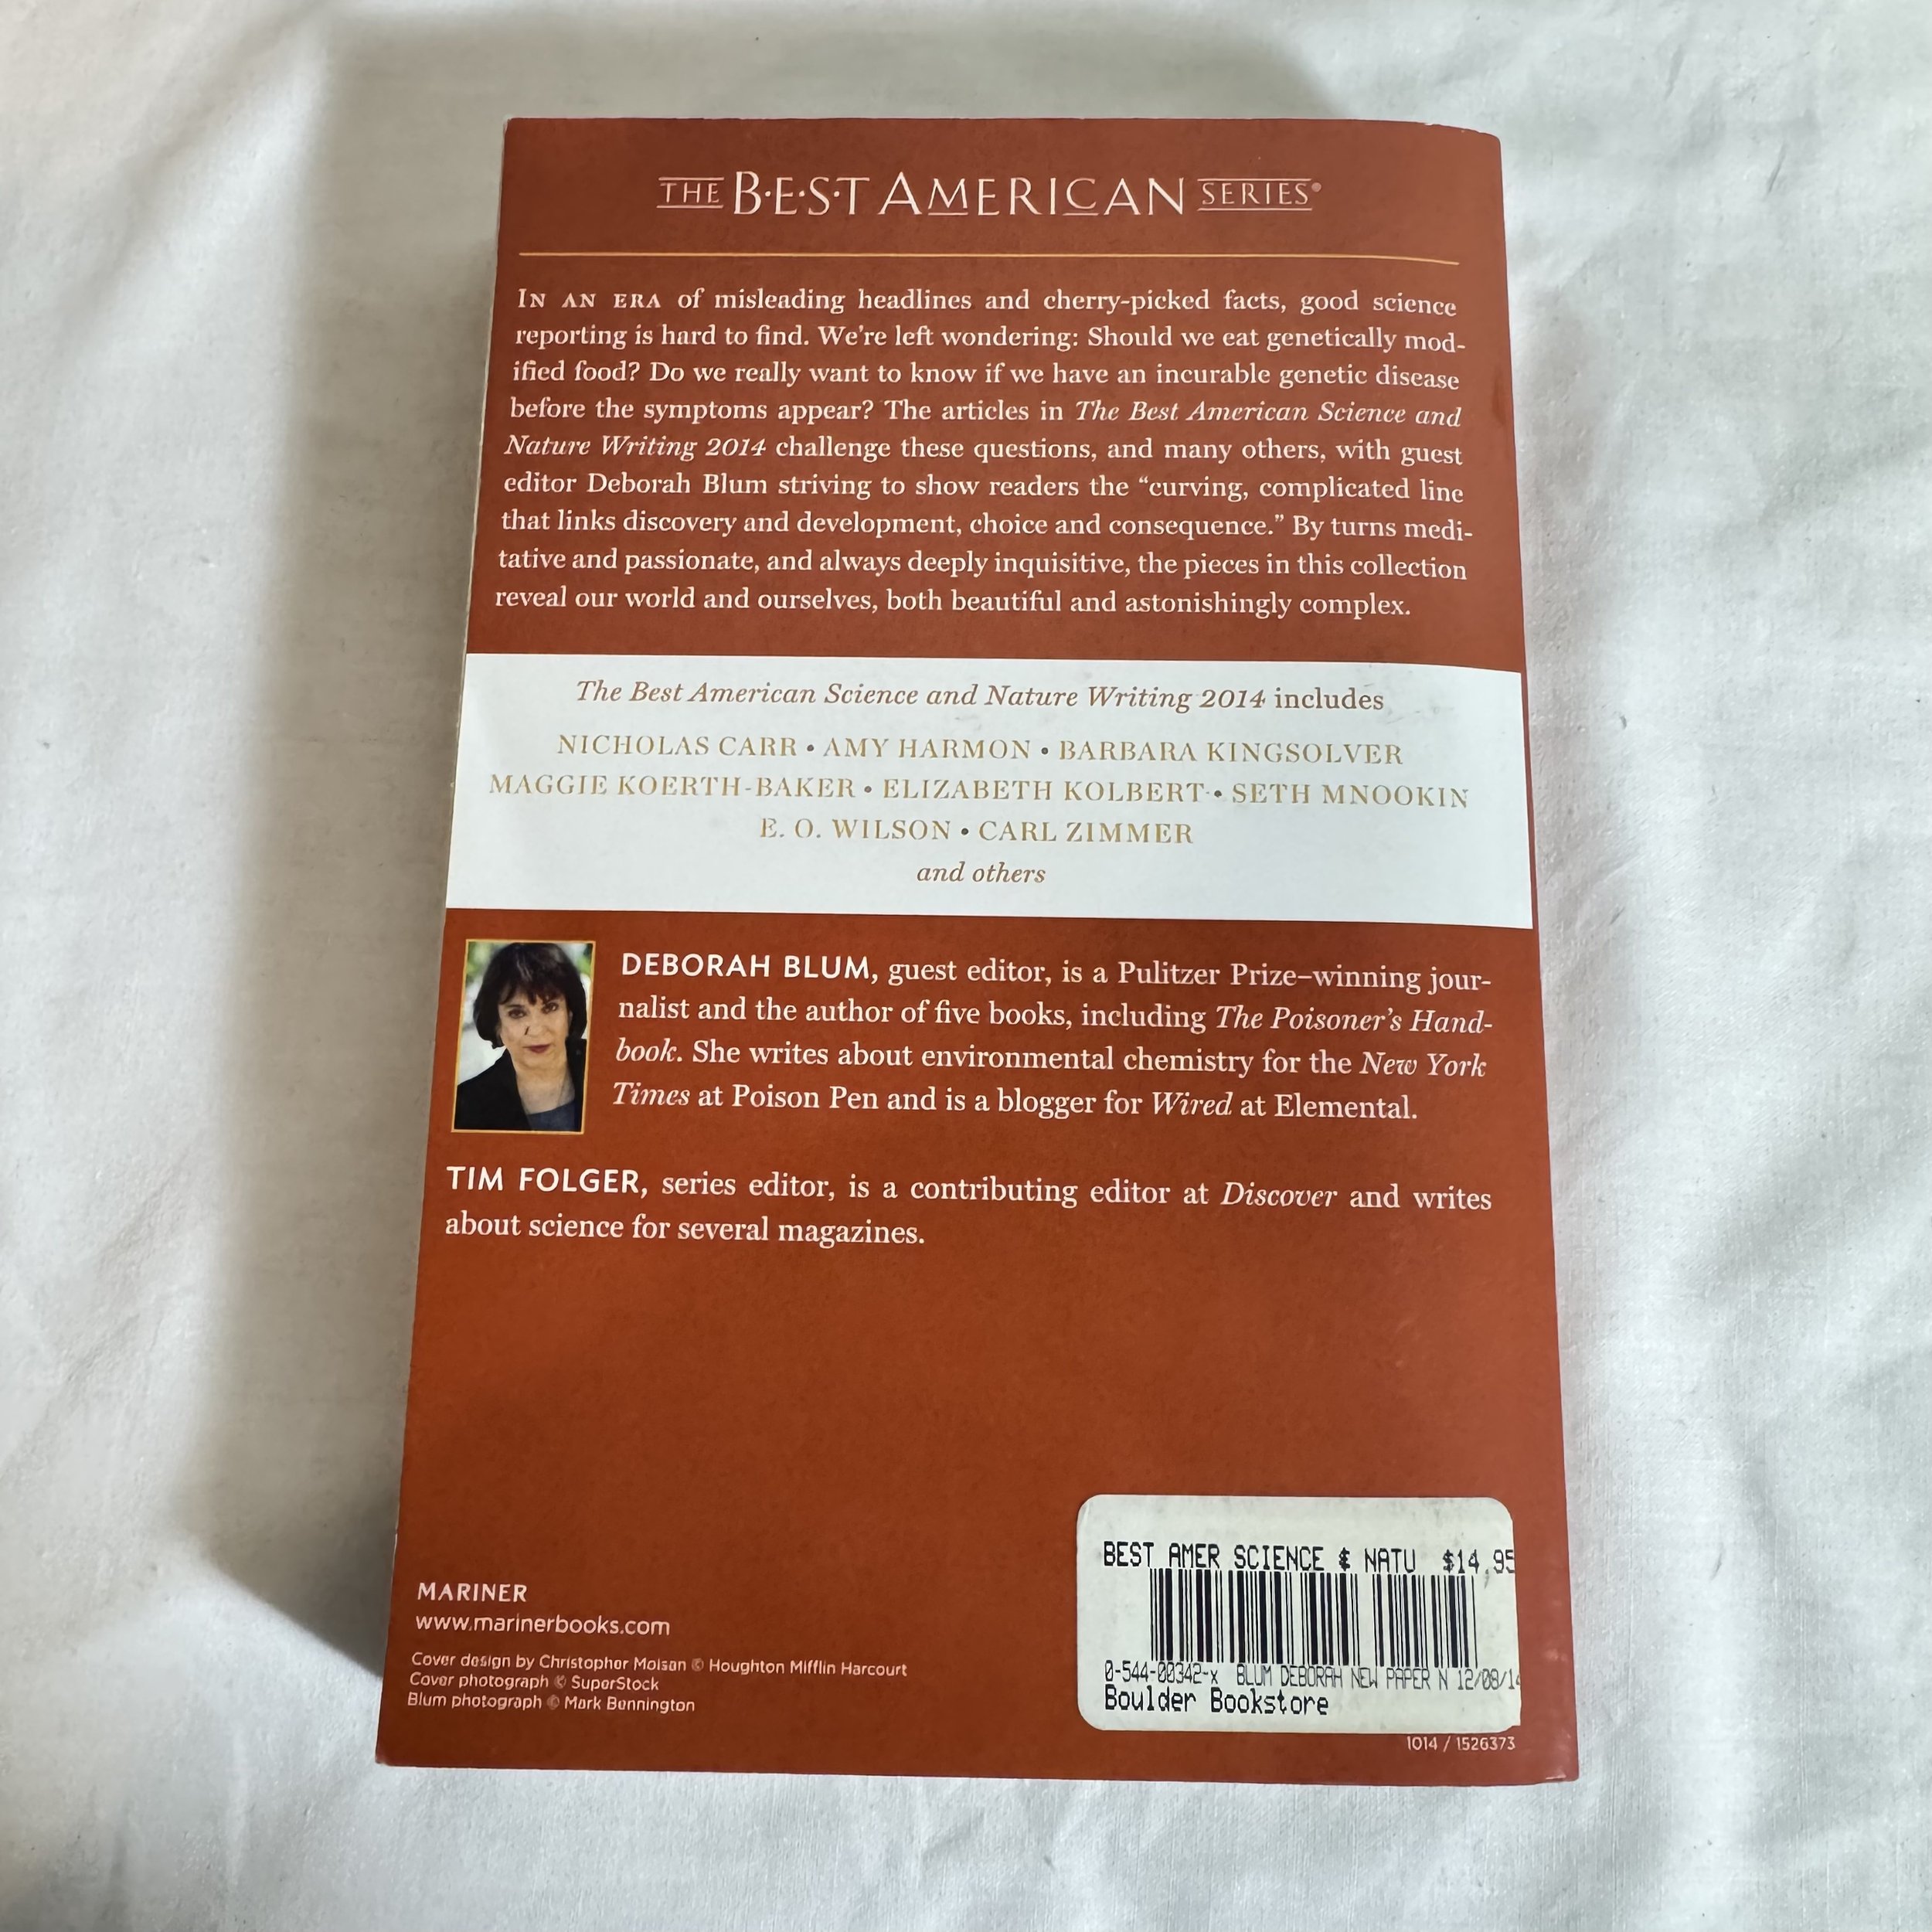 THE B·E·S·T AMERICAN SERIES®
IN AN ERA of misleading headlines and cherry-picked facts, good science
reporting is hard to find. We're left wondering: Should we eat genetically mod-
ified food? Do we really want to know if we have an incurable genetic disease
before the symptoms appear? The articles in The Best American Science and
Nature Writing 2014 challenge these questions, and many others, with guest
editor Deborah Blum striving to show readers the “curving, complicated line
that links discovery and development, choice and consequence.” By turns medi-
tative and passionate, and always deeply inquisitive, the pieces in this collection
reveal our world and ourselves, both beautiful and astonishingly complex.
The Best American Science and Nature Writing 2014 includes
NICHOLAS CARR • AMY HARMON • BARBARA KINGSOLVER
MAGGIE KOERTH-BAKER • ELIZABETH KOLBERT • SETH MNOOKIN
E. O. WILSON • CARL ZIMMER
and others
DEBORAH BLUM, guest editor, is a Pulitzer Prize–winning jour-
nalist and the author of five books, including The Poisoner's Hand-
book. She writes about environmental chemistry for the New York
Times at Poison Pen and is a blogger for Wired at Elemental.
TIM FOLGER, series editor, is a contributing editor at Discover and writes
about science for several magazines.
MARINER
www.marinerbooks.com
Cover design by Christopher Moisan © Houghton Mifflin Harcourt
Cover photograph © SuperStock
Blum photograph © Mark Bennington
BEST AMER SCIENCE & NATU $14.95
0-544-00342-x BLUM DEBORAH NEW PAPER N 12/08/14
Boulder Bookstore
1014 / 1526373